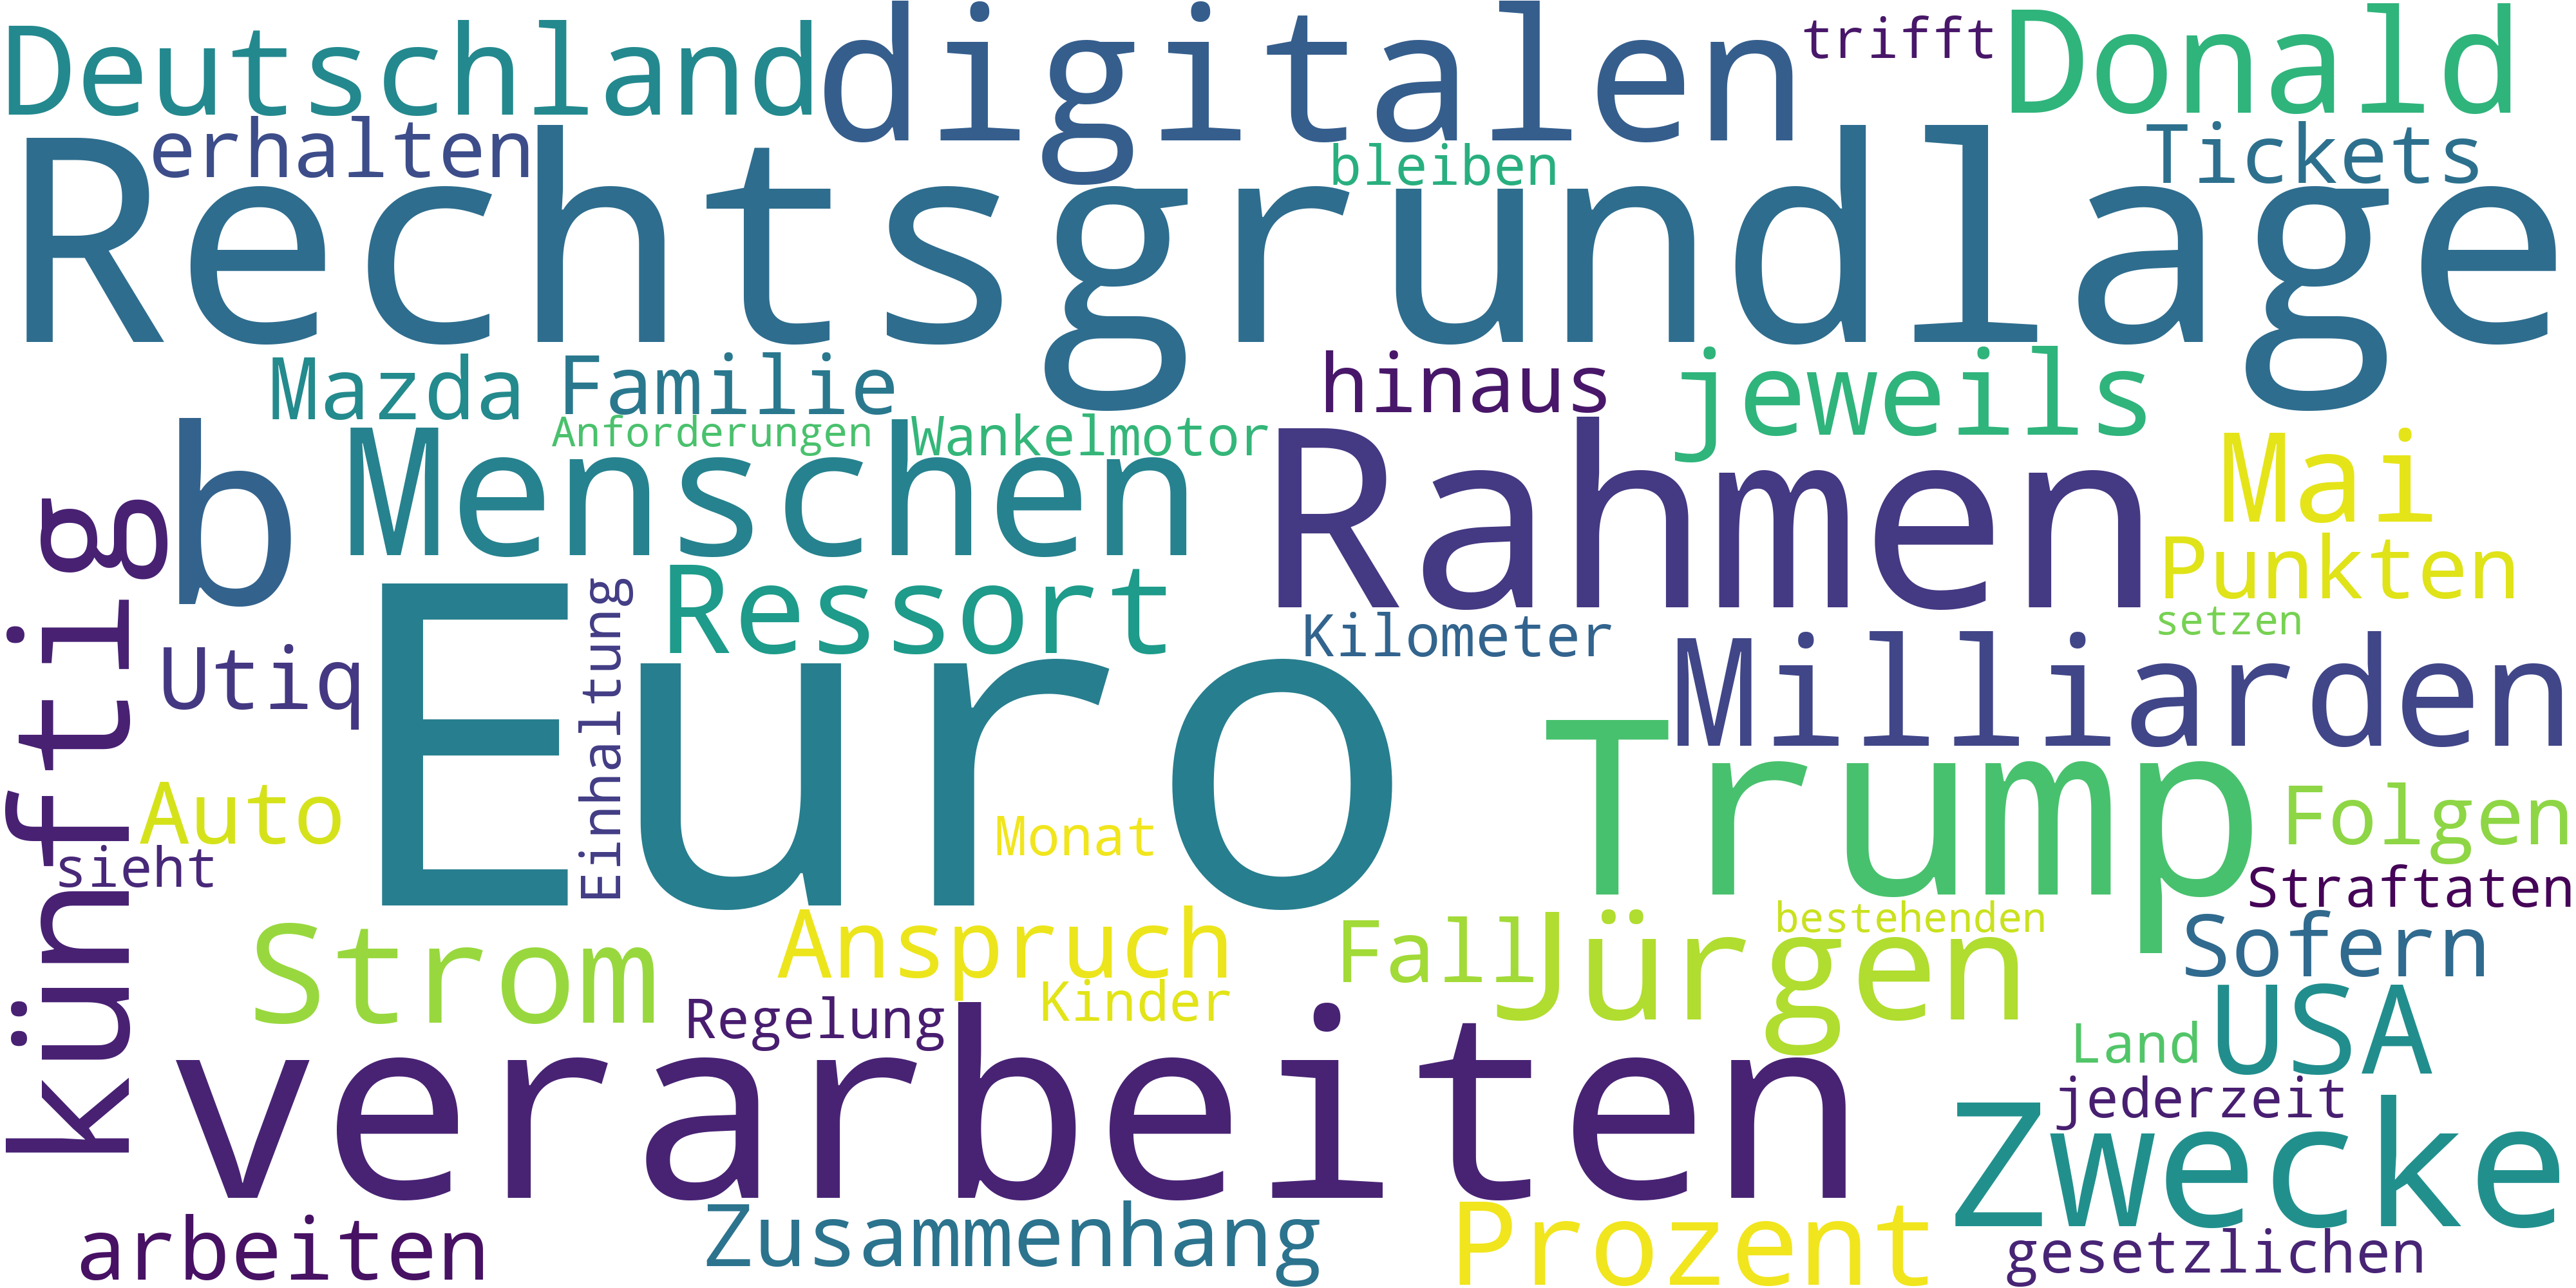 Deutschland
digitalen
trifft
Donald
erhalten
bleiben
Tickets
Rechtsgrundlage
Mazda
Familie
hinaus
jeweils
Anforderungen
Wankelmotor
b
Menschen
Rahmen
Mai
künftig
Ressort
Punkten
Einhaltung
Kilometer
setzen
Utiq
Euro
Milliarden
Trump
Auto
Monat
Folgen
sieht
Straftaten
Strom
Anspruch
Fall
Jürgen
bestehenden
Sofern
Regelung
Kinder
USA
Land
verarbeiten
jederzeit
Zwecke
arbeiten
Zusammenhang
Prozent
gesetzlichen